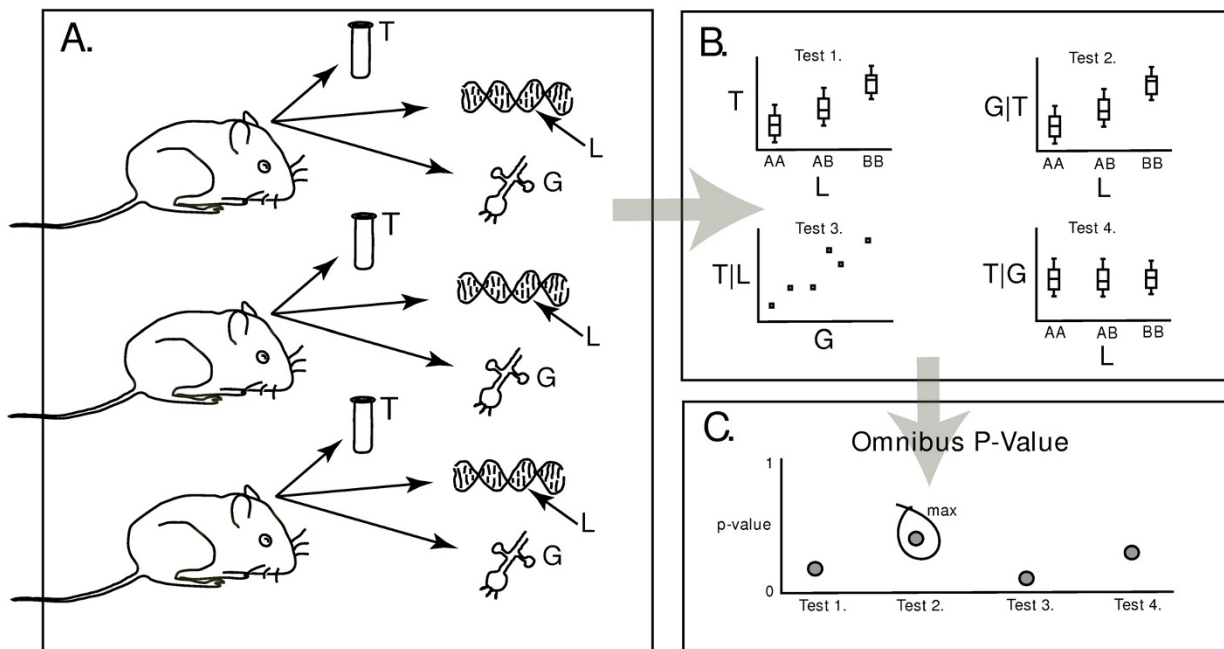 A.
T
L
G
T
L
G
T
L
G
B.
Test 1.
T
AA AB BB
L
Test 2.
G|T
AA AB BB
L
Test 3.
T|L
G
Test 4.
T|G
AA AB BB
L
C.
Omnibus P-Value
1
p-value
max
0
Test 1. Test 2. Test 3. Test 4.